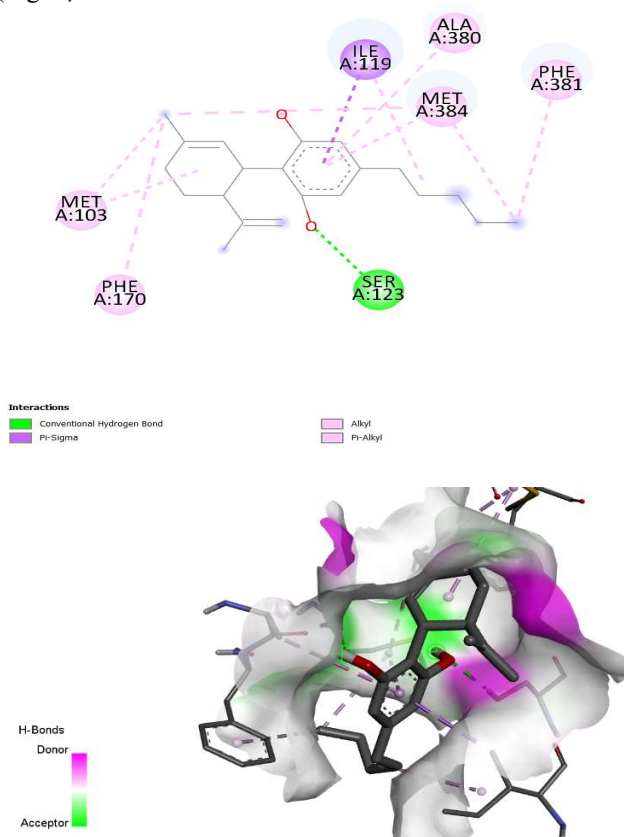 ALA
A:380
ILE
A:119
PHE
A:381
MET
A:384
O
MET
A:103
O
SER
A:123
PHE
A:170
Interactions
Conventional Hydrogen Bond
Pi-Sigma
Alkyl
Pi-Alkyl
H-Bonds
Donor
Acceptor